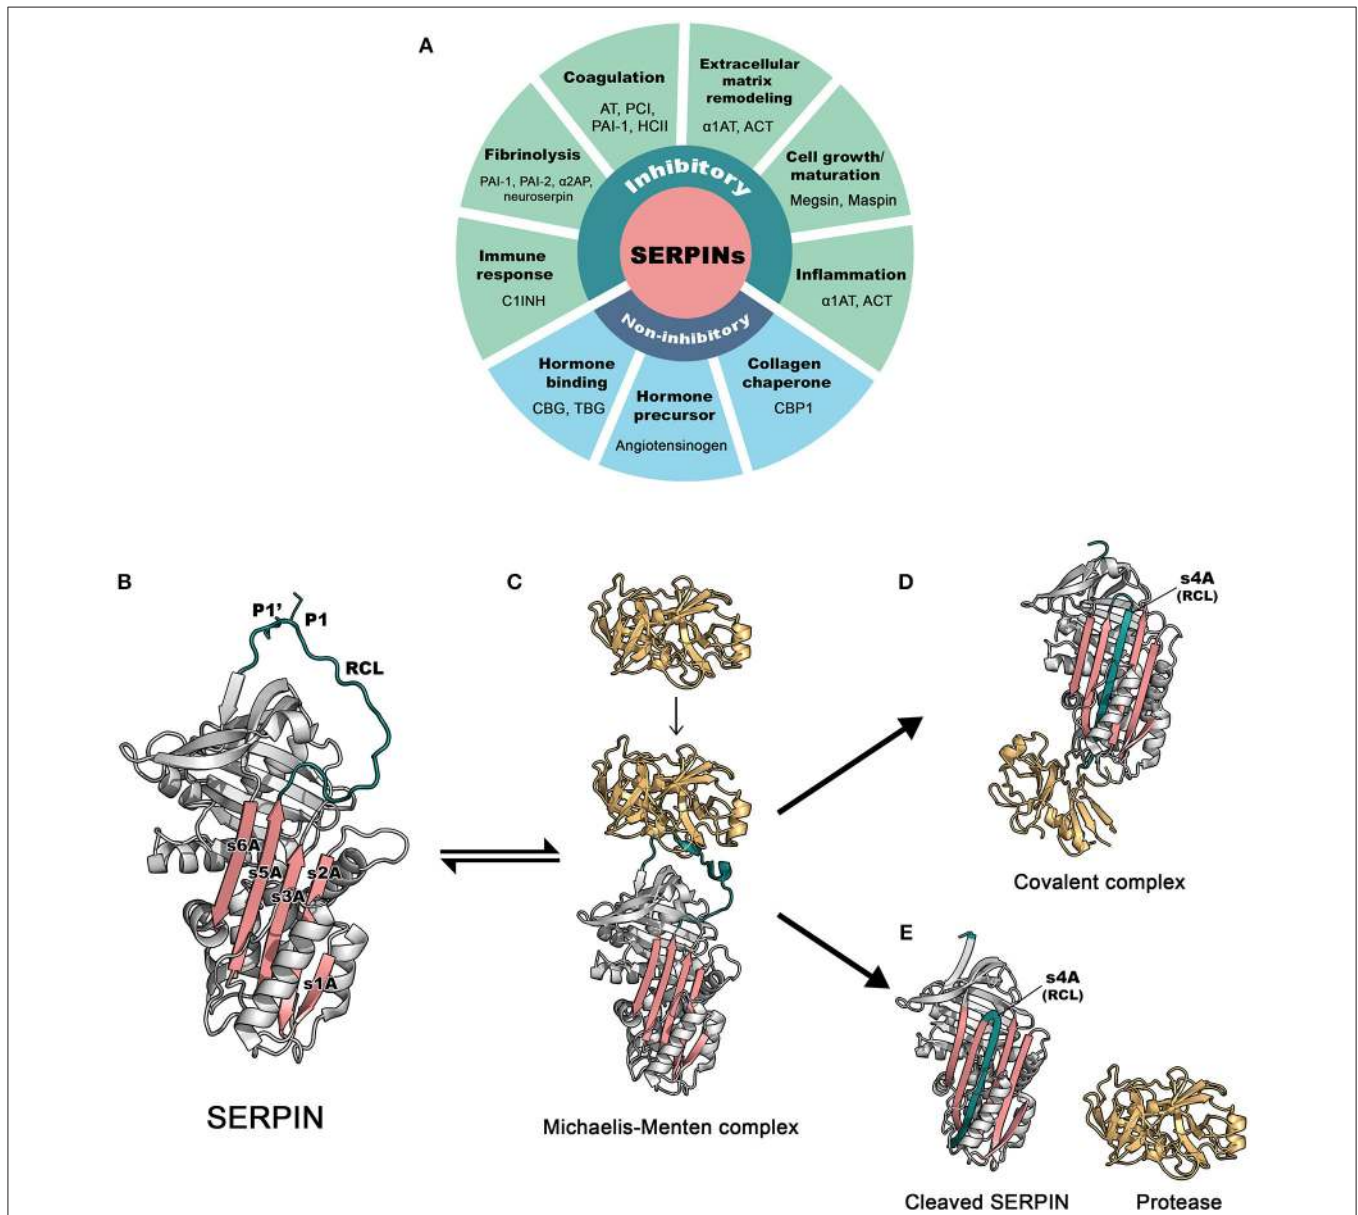 A
Coagulation
AT, PCI,
PAI-1, HCII
Extracellular
matrix
remodeling
α1AT, ACT
Fibrinolysis
PAI-1, PAI-2, α2AP,
neuroserpin
Cell growth/
maturation
Megsin, Maspin
Inhibitory
SERPINs
Non-inhibitory
Immune
response
C1INH
Inflammation
α1AT, ACT
Hormone
binding
CBG, TBG
Hormone
precursor
Angiotensinogen
Collagen
chaperone
CBP1
B
P1'
P1
RCL
s6A
s5A
s3A
s2A
s1A
SERPIN
C
Michaelis-Menten complex
D
s4A
(RCL)
Covalent complex
E
s4A
(RCL)
Cleaved SERPIN
Protease